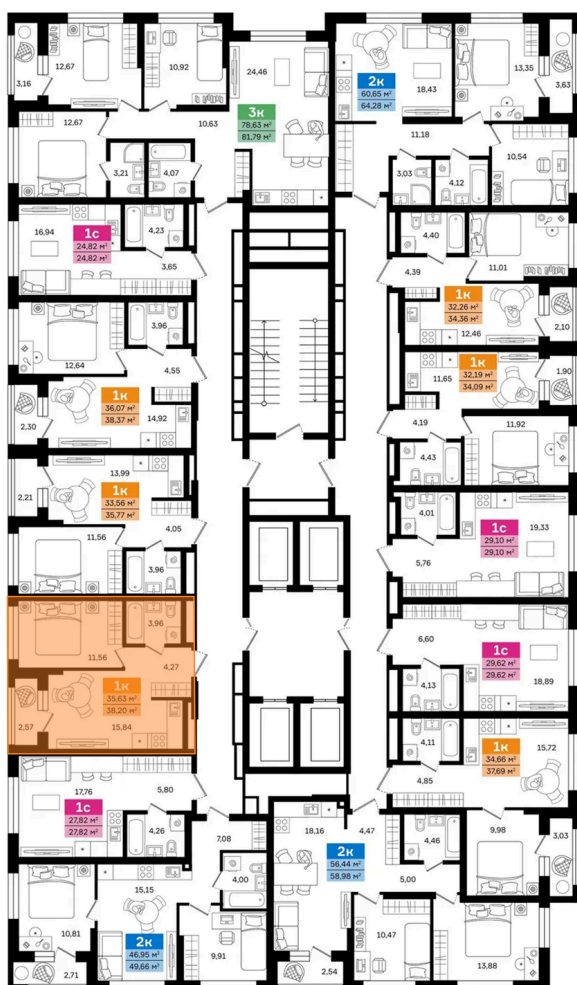 12,67
10,92
3,16
24,46
3к
78,63 м²
81,79 м²
12,67
10,63
3,21
4,07
2к
60,65 м²
64,28 м²
18,43
13,35
3,63
11,18
10,54
3,03
4,12
16,94
1с
24,82 м²
24,82 м²
4,23
3,65
4,40
4,39
11,01
1к
32,26 м²
34,36 м²
12,46
2,10
12,64
3,96
4,55
1к
36,07 м²
38,37 м²
14,92
2,30
11,65
1к
32,19 м²
34,09 м²
1,90
4,19
11,92
4,43
13,99
2,21
1к
33,56 м²
35,77 м²
4,05
11,56
3,96
4,01
1с
29,10 м²
29,10 м²
19,33
5,76
3,96
11,56
4,27
1к
35,63 м²
38,20 м²
2,57
15,84
6,60
1с
29,62 м²
29,62 м²
4,13
18,89
4,11
1к
34,66 м²
37,69 м²
15,72
4,85
17,76
5,80
1с
27,82 м²
27,82 м²
4,26
7,08
18,16
4,47
2к
56,44 м²
58,98 м²
4,46
9,98
3,03
5,00
4,00
15,15
10,81
2к
46,95 м²
49,66 м²
2,71
9,91
10,47
2,54
13,88